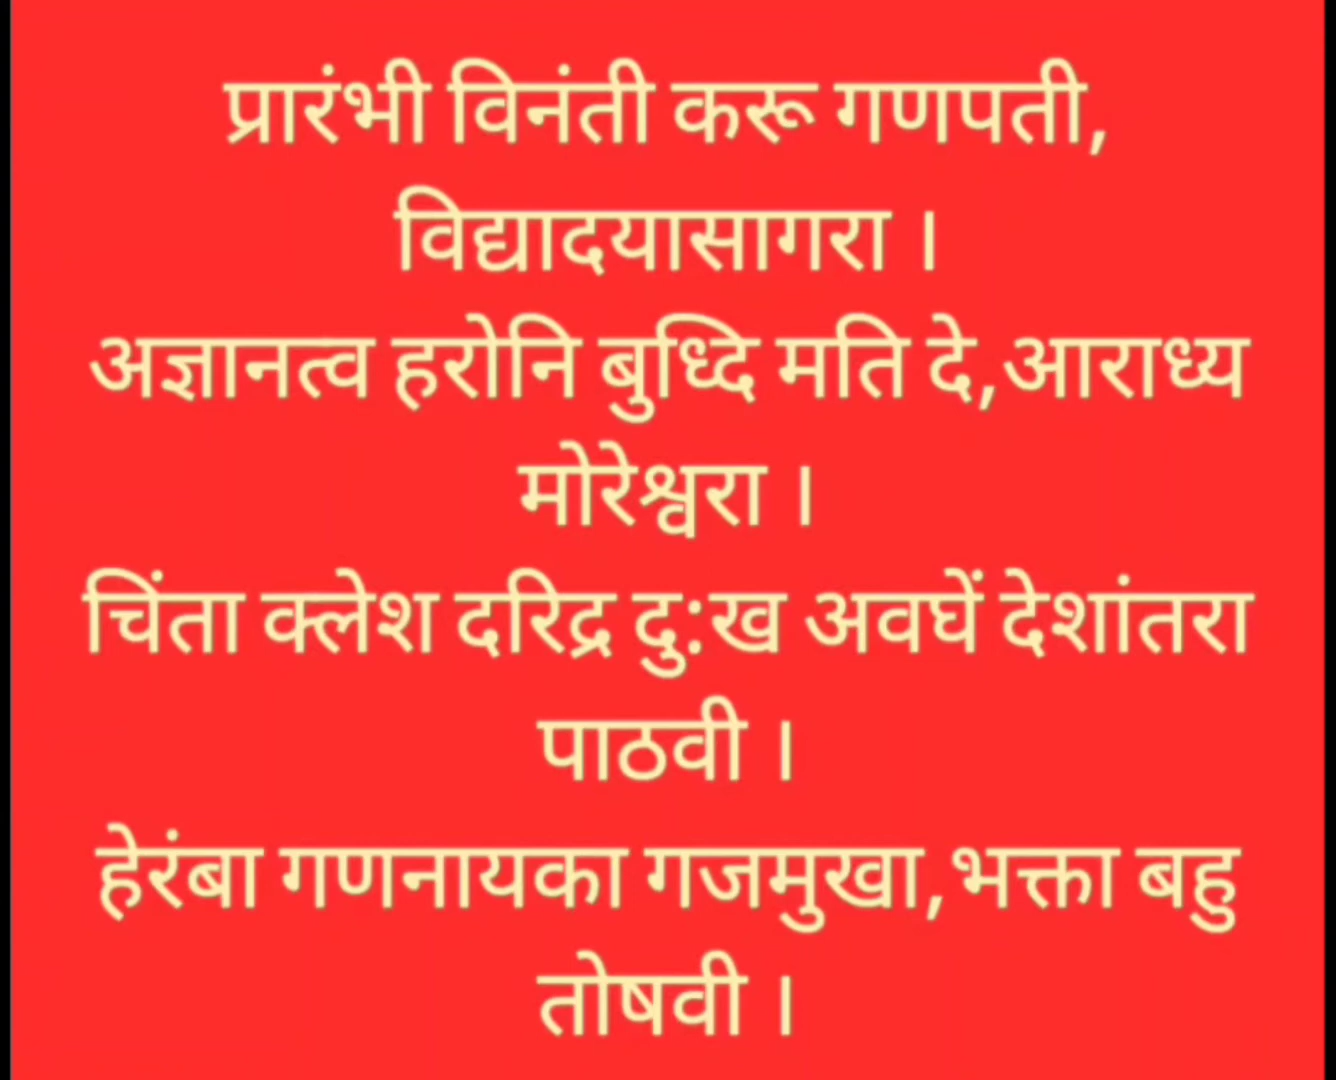 प्रारंभी विनंती करू गणपती,
विद्यादयासागरा ।
अज्ञानत्व हरोनि बुध्दि मति दे,आराध्य
मोरेश्वरा ।
चिंता क्लेश दरिद्र दु:ख अवघें देशांतरा
पाठवी ।
हेरंबा गणनायका गजमुखा,भक्ता बहु
तोषवी ।